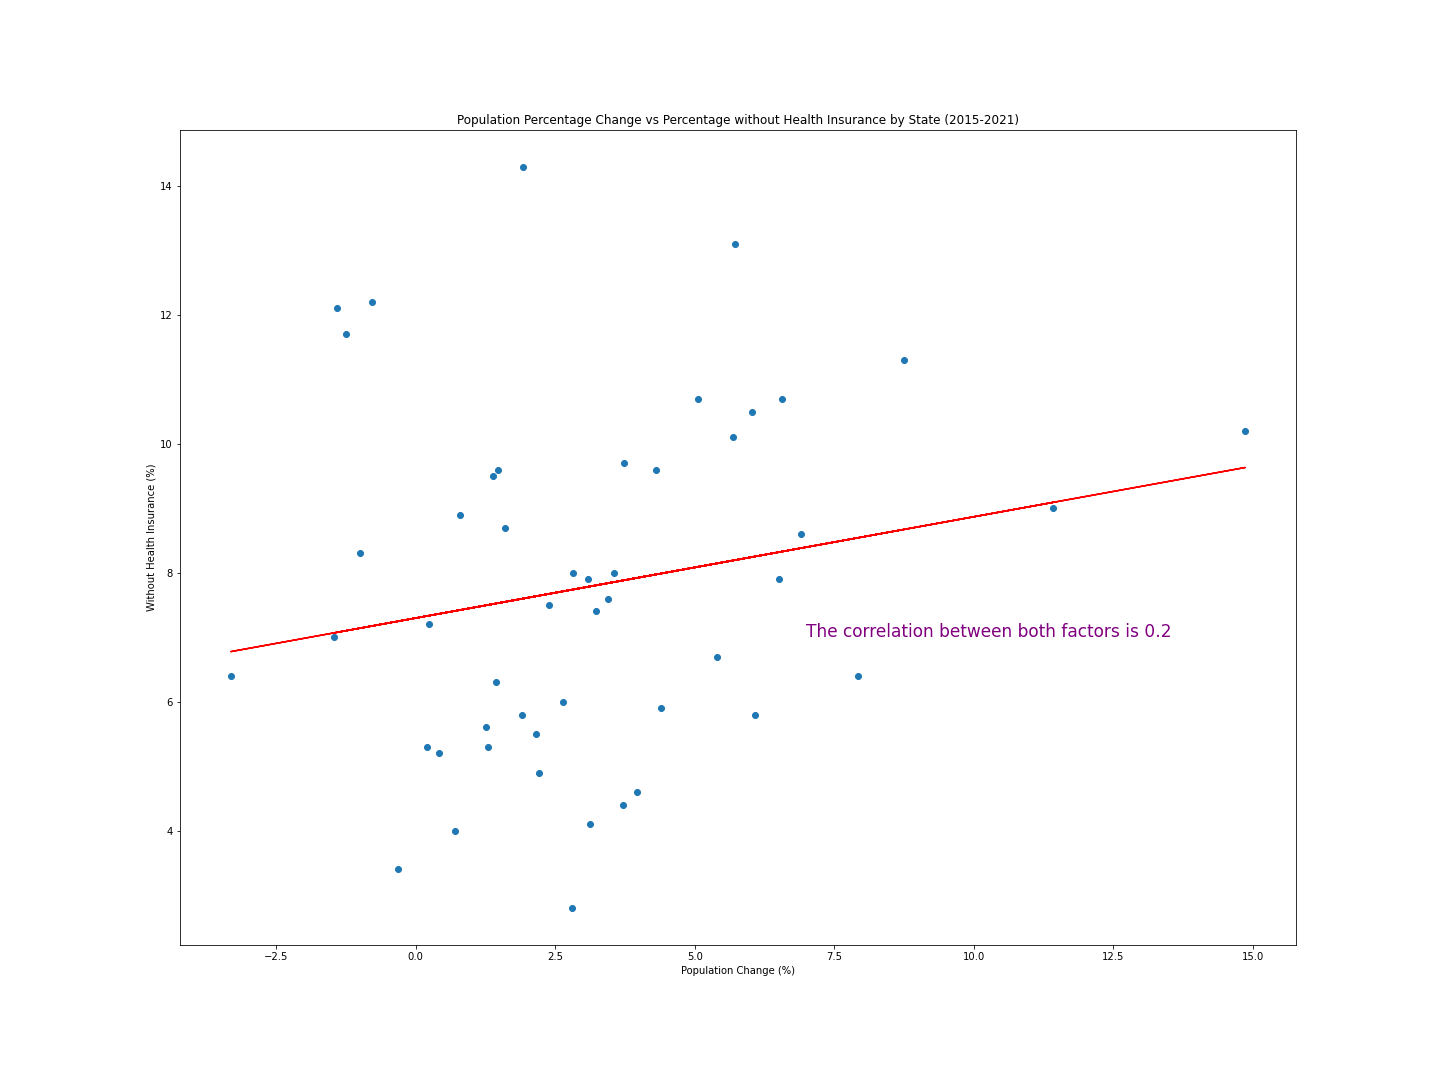 Population Percentage Change vs Percentage without Health Insurance by State (2015-2021)
14
12
10
8
6
4
Without Health Insurance (%)
The correlation between both factors is 0.2
−2.5 0.0 2.5 5.0 7.5 10.0 12.5 15.0
Population Change (%)